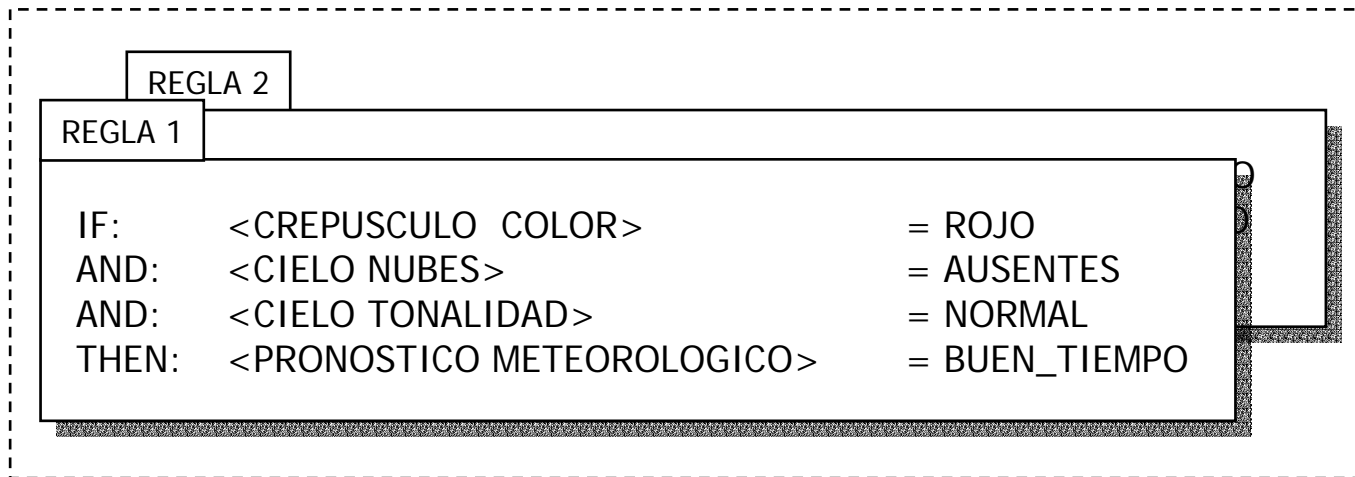 REGLA 2
REGLA 1
IF: <CREPUSCULO COLOR> = ROJO
AND: <CIELO NUBES> = AUSENTES
AND: <CIELO TONALIDAD> = NORMAL
THEN: <PRONOSTICO METEOROLOGICO> = BUEN_TIEMPO